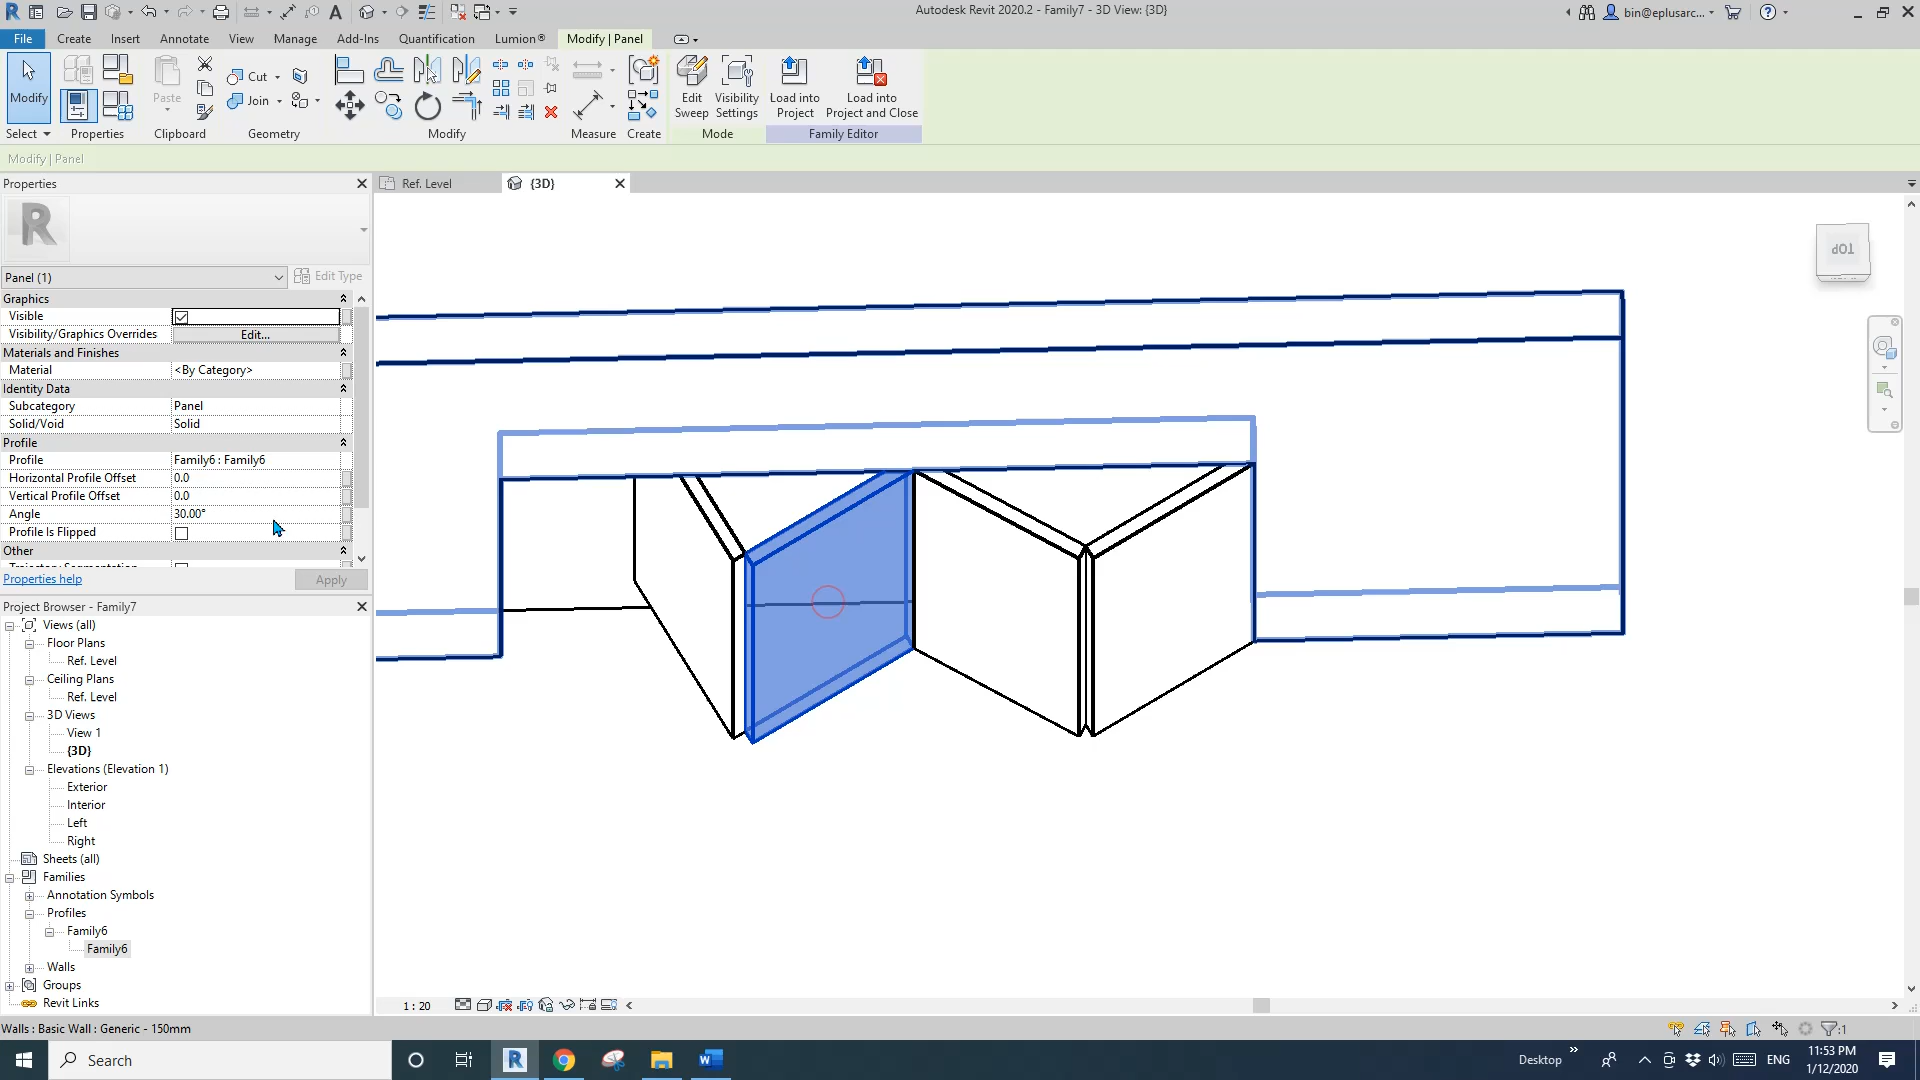 Autodesk Revit 2020.2 - Family7 - 3D View: {3D}
bin@eplusarc...
File Create Insert Annotate View Manage Add-Ins Quantification Lumion® Modify | Panel
Modify
Paste
Cut
Join
Edit Sweep
Visibility Settings
Load into Project
Load into Project and Close
Select Properties Clipboard Geometry Modify Measure Create Mode Family Editor
Modify | Panel
Properties
Ref. Level
{3D}
Panel (1)
Edit Type
Graphics
Visible
Visibility/Graphics Overrides Edit...
Materials and Finishes
Material <By Category>
Identity Data
Subcategory Panel
Solid/Void Solid
Profile
Profile Family6 : Family6
Horizontal Profile Offset 0.0
Vertical Profile Offset 0.0
Angle 30.00°
Profile Is Flipped
Other
Properties help
Apply
TOP
Project Browser - Family7
Views (all)
Floor Plans
Ref. Level
Ceiling Plans
Ref. Level
3D Views
View 1
{3D}
Elevations (Elevation 1)
Exterior
Interior
Left
Right
Sheets (all)
Families
Annotation Symbols
Profiles
Family6
Family6
Walls
Groups
Revit Links
1 : 20
Walls : Basic Wall : Generic - 150mm
:1
Search
Desktop
ENG
11:53 PM
1/12/2020